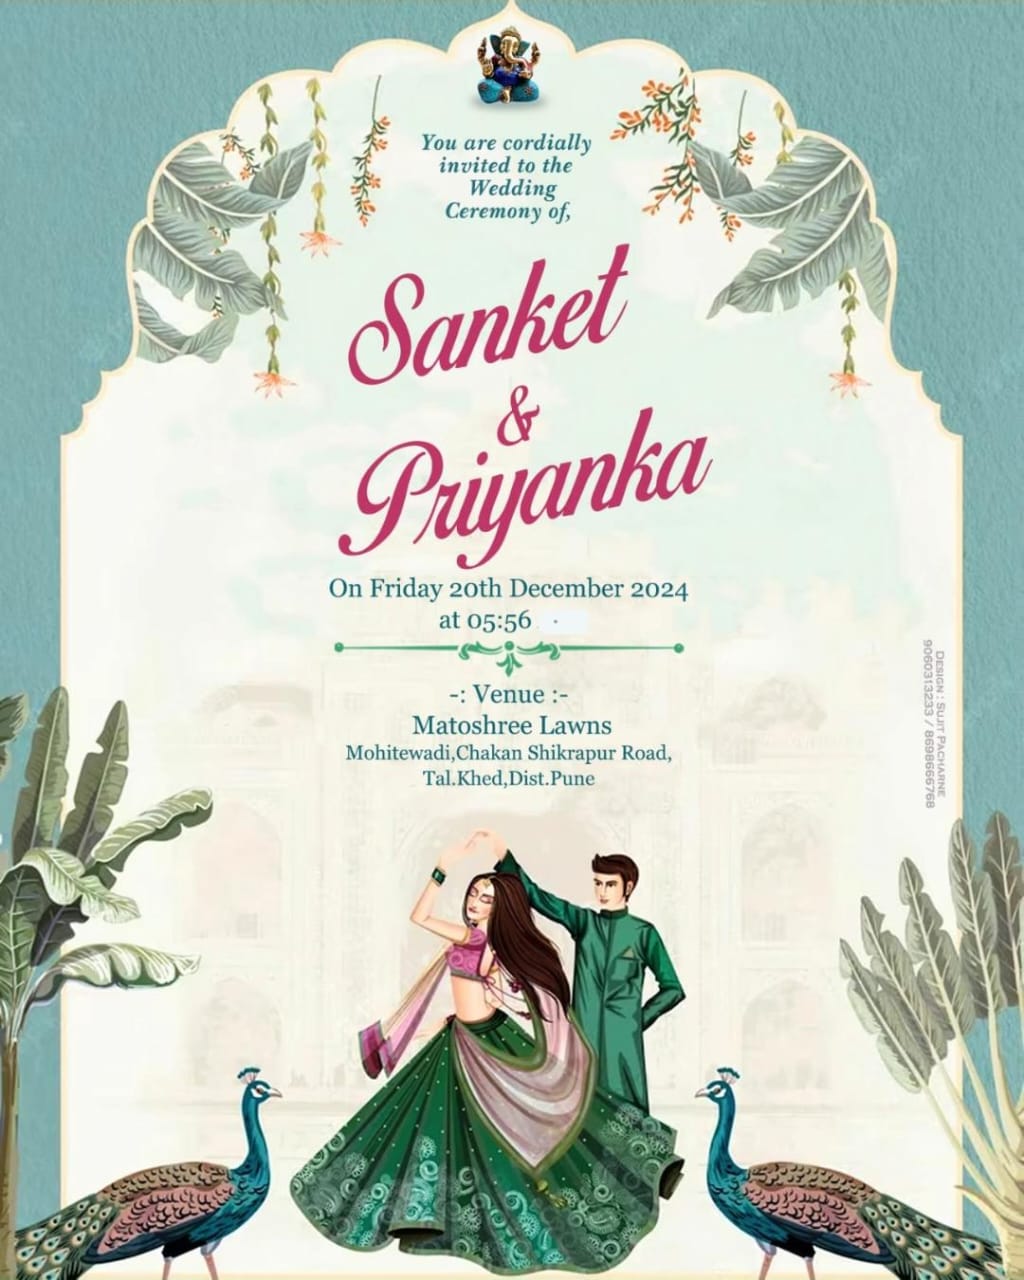 You are cordially
invited to the
Wedding
Ceremony of,
Sanket
&
Priyanka
On Friday 20th December 2024
at 05:56
-: Venue :-
Matoshree Lawns
Mohitewadi,Chakan Shikrapur Road,
Tal.Khed,Dist.Pune
Design : Sujit Pacharne
9060313233 / 8698666768